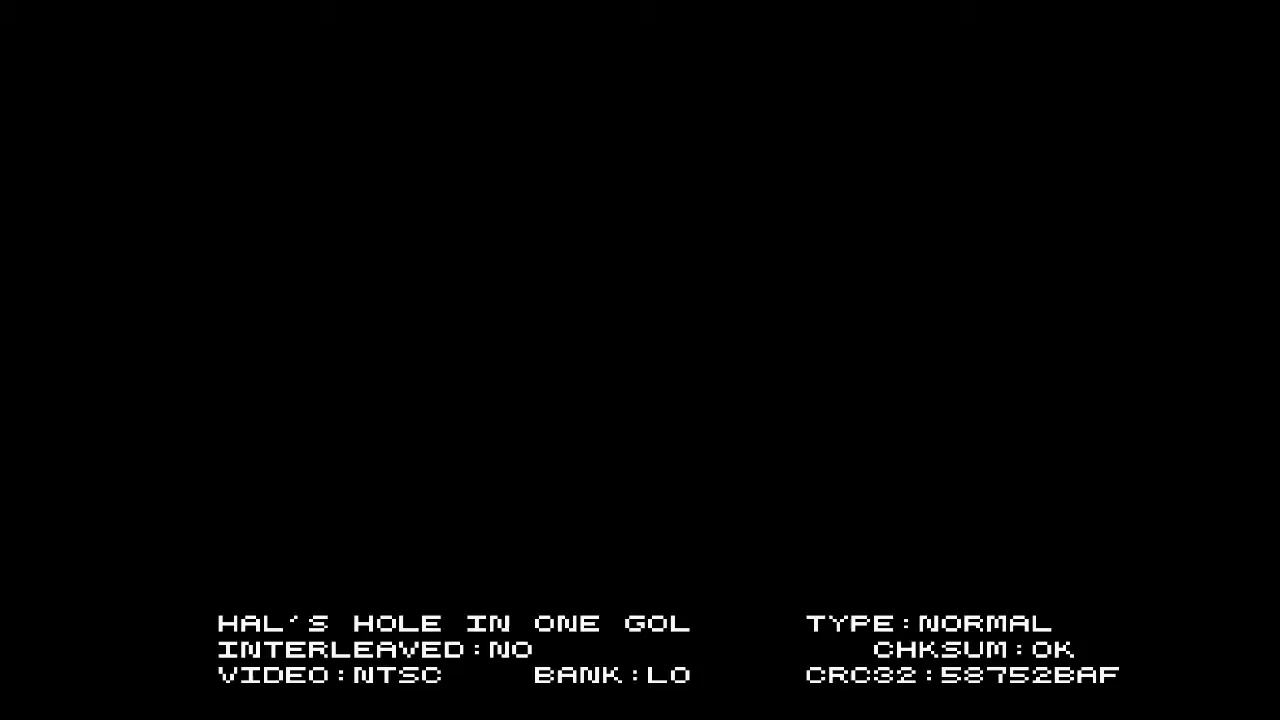 HAL'S HOLE IN ONE GOL TYPE:NORMAL
INTERLEAVED:NO CHKSUM:OK
VIDEO:NTSC BANK:LO CRC32:58752BAF